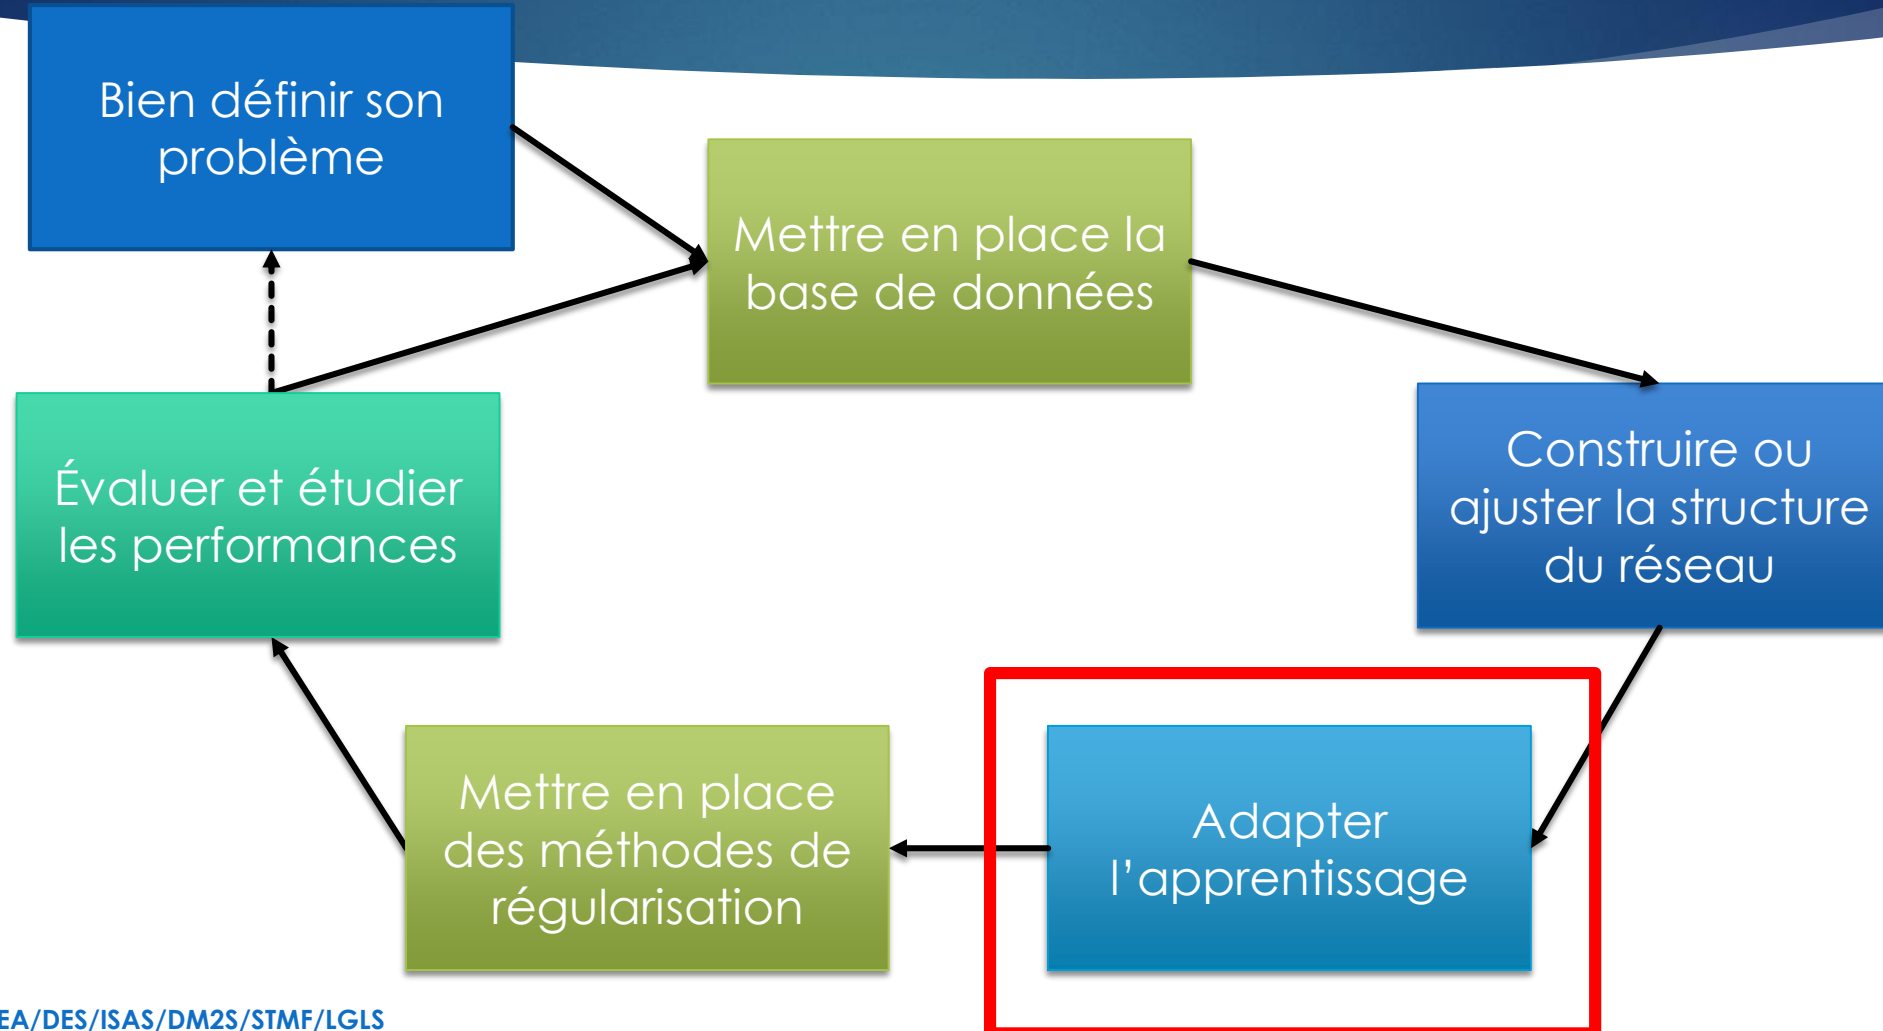 Bien définir son
problème
Mettre en place la
base de données
Construire ou
ajuster la structure
du réseau
Adapter
l’apprentissage
Mettre en place
des méthodes de
régularisation
Évaluer et étudier
les performances
EA/DES/ISAS/DM2S/STMF/LGLS